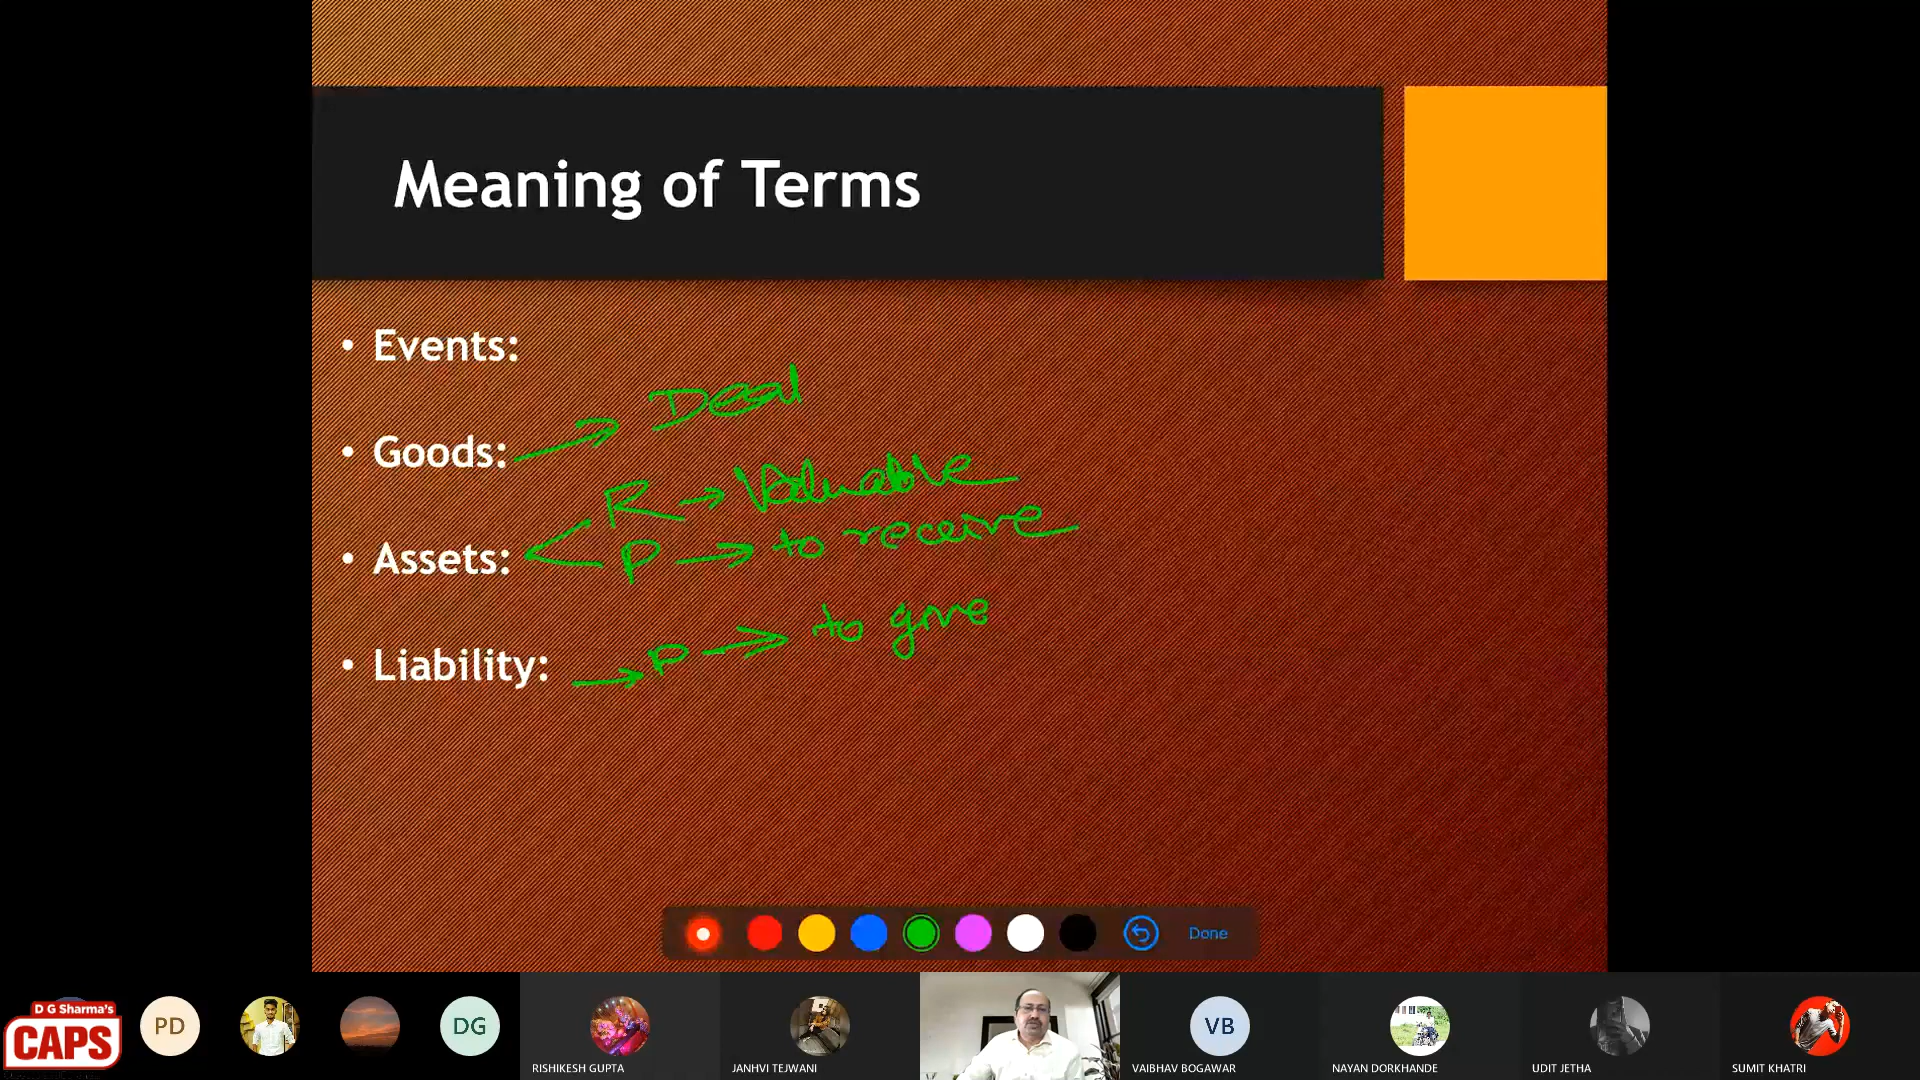 Meaning of Terms
• Events:
Deal
• Goods:
R → Valuable
• Assets:
P → to receive
→ P → to give
• Liability:
Done
D G Sharma's
CAPS
PD
DG
VB
RISHIKESH GUPTA
JANHVI TEJWANI
VAIBHAV BOGAWAR
NAYAN DORKHANDE
UDIT JETHA
SUMIT KHATRI